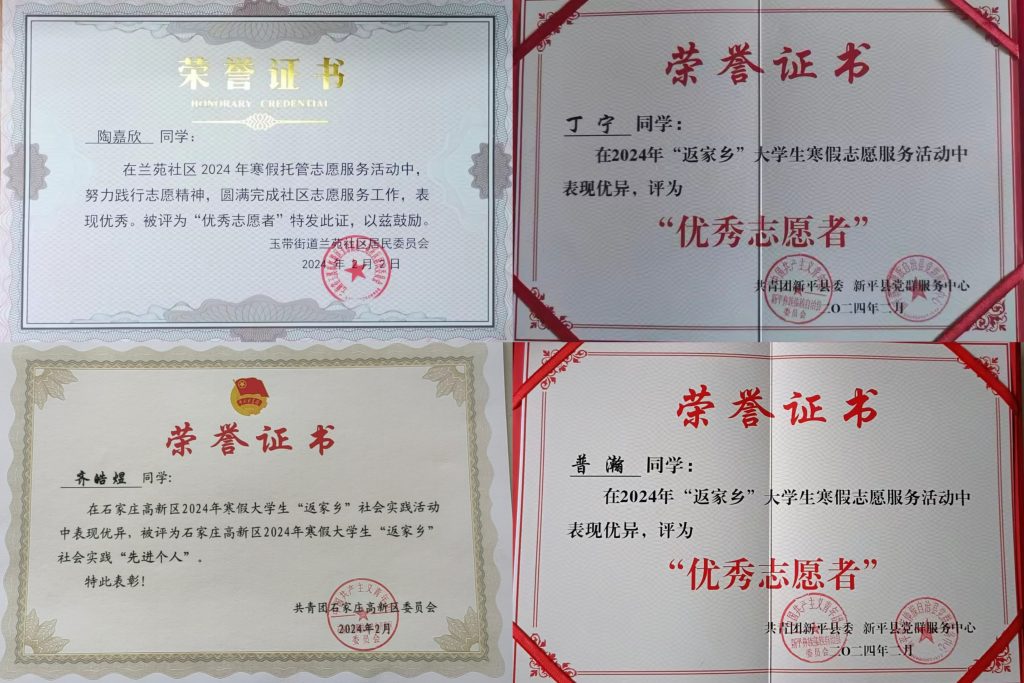 荣誉证书
HONORARY CREDENTIAL
陶嘉欣 同学：
在兰苑社区 2024 年寒假托管志愿服务活动中，
努力践行志愿精神，圆满完成社区志愿服务工作，表
现优秀。被评为“优秀志愿者”特发此证，以兹鼓励。
玉带街道兰苑社区居民委员会
2024 年 2 月 2 日
荣誉证书
丁宁 同学：
在2024年“返家乡”大学生寒假志愿服务活动中
表现优异，评为
“优秀志愿者”
共青团新平县委 新平县党群服务中心
二〇二四年二月
荣誉证书
齐皓煜 同学:
在石家庄高新区2024年寒假大学生“返家乡”社会实践活动
中表现优异，被评为石家庄高新区2024年寒假大学生“返家乡”
社会实践“先进个人”。
特此表彰!
共青团石家庄高新区委员会
2024年2月
荣誉证书
普瀚 同学：
在2024年“返家乡”大学生寒假志愿服务活动中
表现优异，评为
“优秀志愿者”
共青团新平县委 新平县党群服务中心
二〇二四年二月